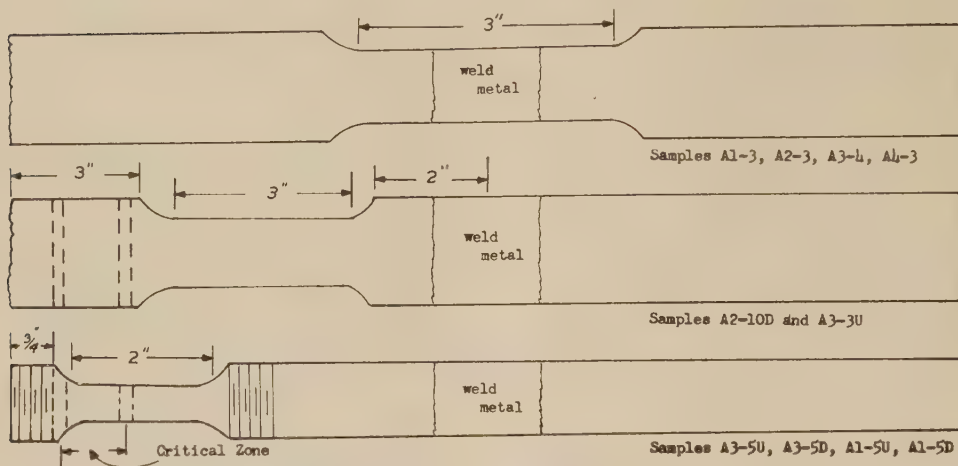 3"
weld
metal
Samples A1-3, A2-3, A3-4, A4-3
3" 3" 2"
weld
metal
Samples A2-10D and A3-3U
3/4" 2"
weld
metal
Critical Zone
Samples A3-5U, A3-5D, A1-5U, A1-5D